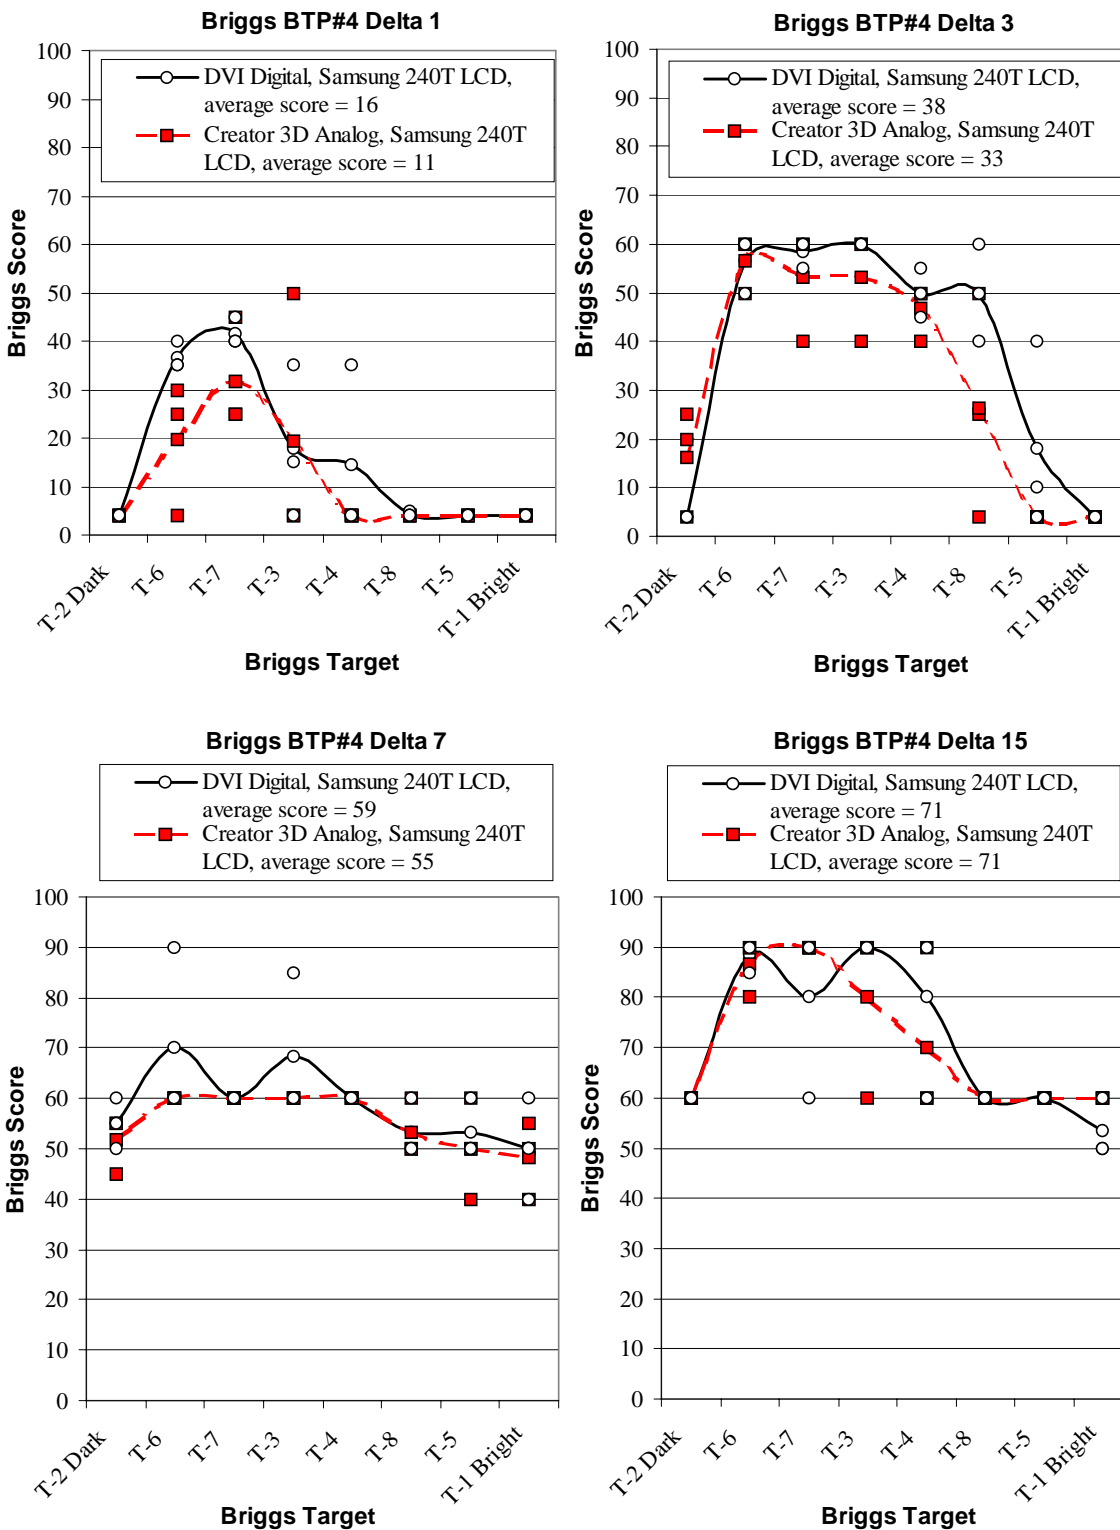 Briggs BTP#4 Delta 1
DVI Digital, Samsung 240T LCD,
average score = 16
Creator 3D Analog, Samsung 240T
LCD, average score = 11
100
90
80
70
60
50
40
30
20
10
0
Briggs Score
T-2 Dark
T-6
T-7
T-3
T-4
T-8
T-5
T-1 Bright
Briggs Target
Briggs BTP#4 Delta 3
DVI Digital, Samsung 240T LCD,
average score = 38
Creator 3D Analog, Samsung 240T
LCD, average score = 33
100
90
80
70
60
50
40
30
20
10
0
Briggs Score
T-2 Dark
T-6
T-7
T-3
T-4
T-8
T-5
T-1 Bright
Briggs Target
Briggs BTP#4 Delta 7
DVI Digital, Samsung 240T LCD,
average score = 59
Creator 3D Analog, Samsung 240T
LCD, average score = 55
100
90
80
70
60
50
40
30
20
10
0
Briggs Score
T-2 Dark
T-6
T-7
T-3
T-4
T-8
T-5
T-1 Bright
Briggs Target
Briggs BTP#4 Delta 15
DVI Digital, Samsung 240T LCD,
average score = 71
Creator 3D Analog, Samsung 240T
LCD, average score = 71
100
90
80
70
60
50
40
30
20
10
0
Briggs Score
T-2 Dark
T-6
T-7
T-3
T-4
T-8
T-5
T-1 Bright
Briggs Target